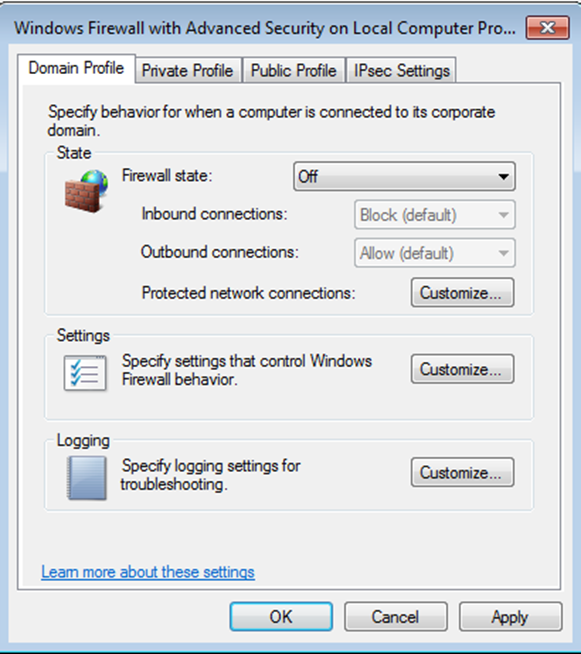 Windows Firewall with Advanced Security on Local Computer Pro...
Domain Profile Private Profile Public Profile IPsec Settings
Specify behavior for when a computer is connected to its corporate
domain.
State
Firewall state: Off
Inbound connections: Block (default)
Outbound connections: Allow (default)
Protected network connections: Customize...
Settings
Specify settings that control Windows
Firewall behavior.
Customize...
Logging
Specify logging settings for
troubleshooting.
Customize...
Learn more about these settings
OK Cancel Apply